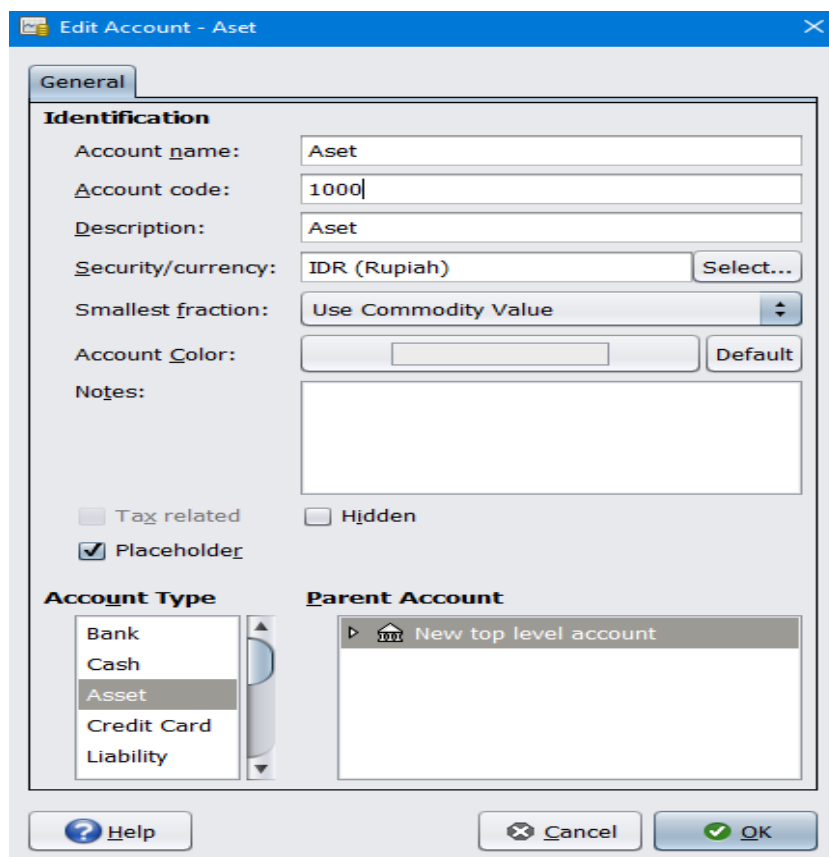 Edit Account - Aset
General
Identification
Account name: Aset
Account code: 1000
Description: Aset
Security/currency: IDR (Rupiah) Select...
Smallest fraction: Use Commodity Value
Account Color: Default
Notes:
Tax related Hidden
Placeholder
Account Type Parent Account
Bank New top level account
Cash
Asset
Credit Card
Liability
Help Cancel OK